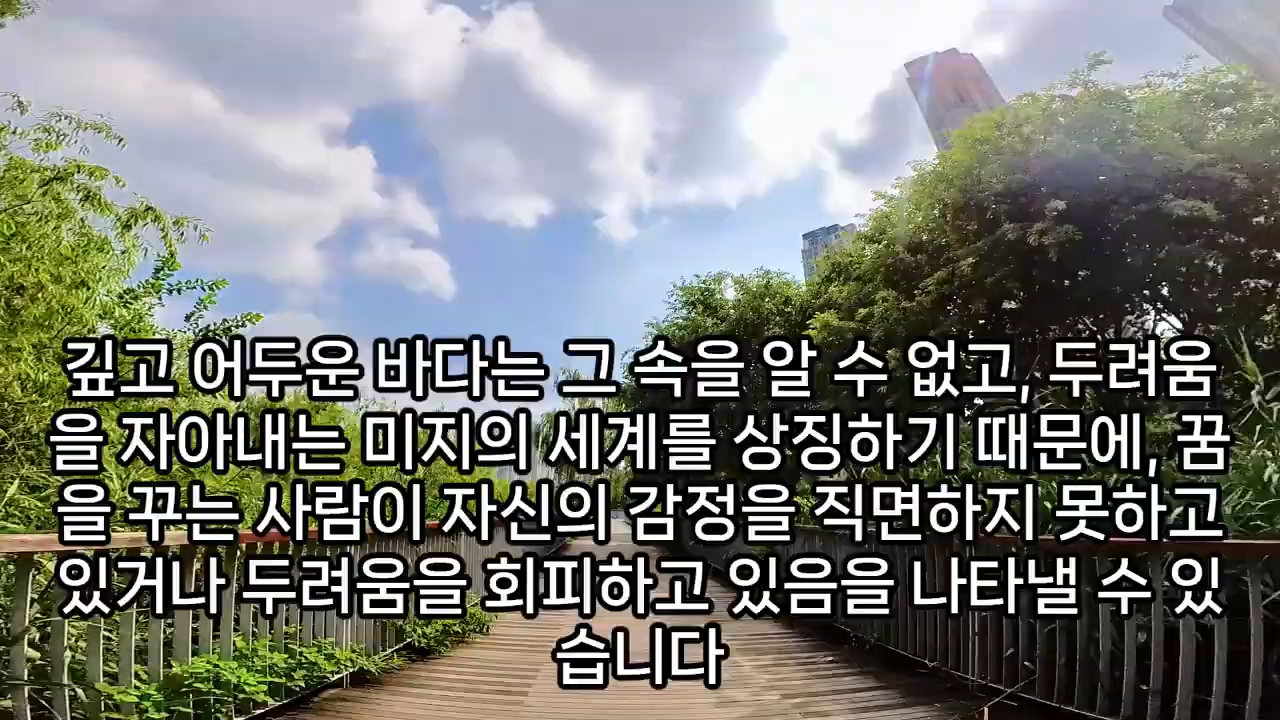 깊고 어두운 바다는 그 속을 알 수 없고, 두려움
을 자아내는 미지의 세계를 상징하기 때문에, 꿈
을 꾸는 사람이 자신의 감정을 직면하지 못하고
있거나 두려움을 회피하고 있음을 나타낼 수 있
습니다